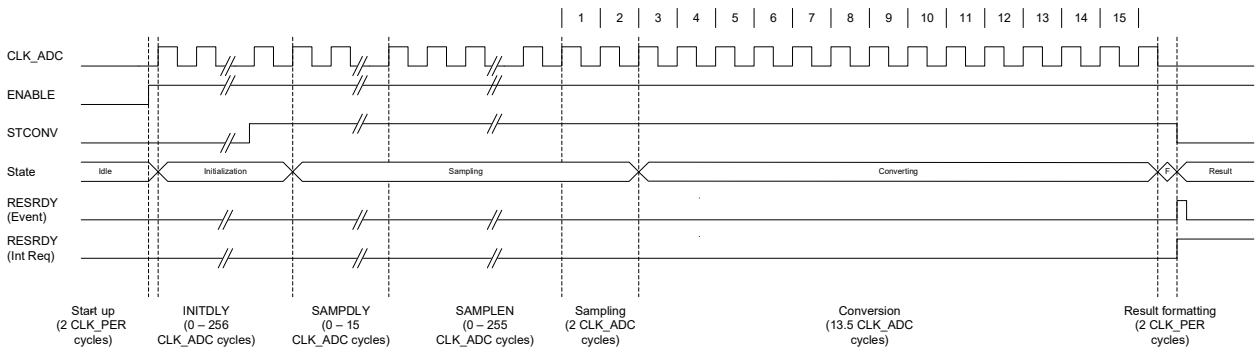 1 2 3 4 5 6 7 8 9 10 11 12 13 14 15
CLK_ADC
ENABLE
STCONV
State Idle Initialization Sampling Converting F Result
RESRDY
(Event)
RESRDY
(Int Req)
Start up
(2 CLK_PER
cycles)
INITDLY
(0 – 256
CLK_ADC cycles)
SAMPDLY
(0 – 15
CLK_ADC cycles)
SAMPLEN
(0 – 255
CLK_ADC cycles)
Sampling
(2 CLK_ADC
cycles)
Conversion
(13.5 CLK_ADC
cycles)
Result formatting
(2 CLK_PER
cycles)